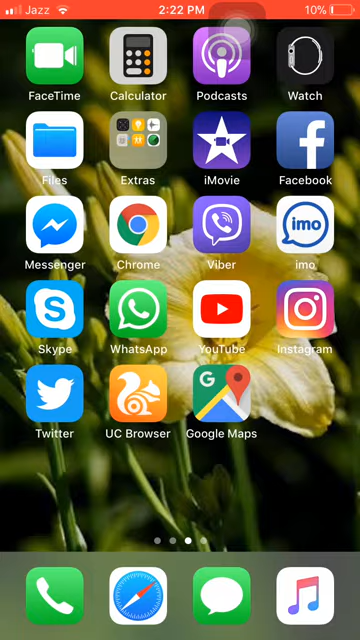 Jazz 2:22 PM 10%
FaceTime Calculator Podcasts Watch
Files Extras iMovie Facebook
imo
Messenger Chrome Viber imo
Skype WhatsApp YouTube Instagram
G
Twitter UC Browser Google Maps